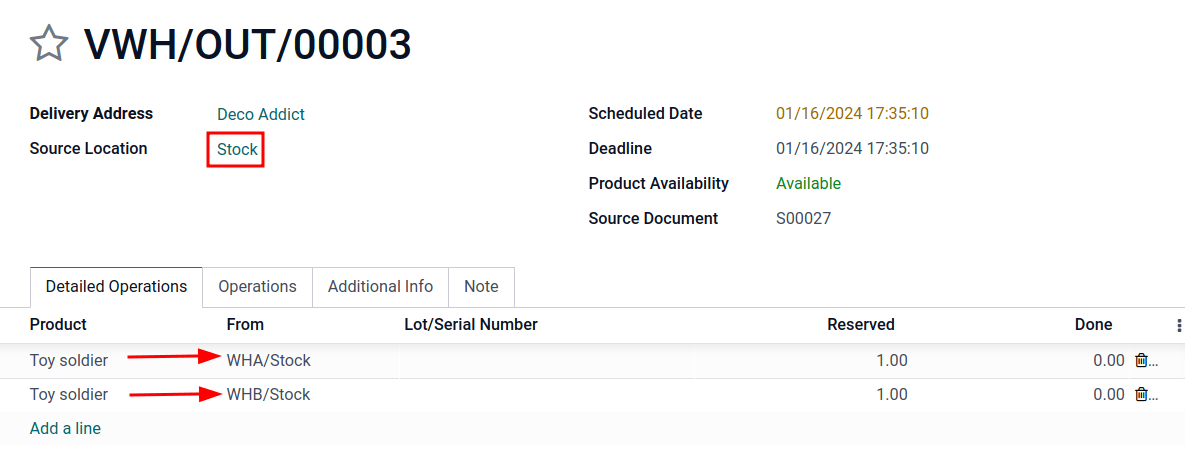 VWH/OUT/00003
Delivery Address Deco Addict
Scheduled Date 01/16/2024 17:35:10
Source Location Stock
Deadline 01/16/2024 17:35:10
Product Availability Available
Source Document S00027
Detailed Operations Operations Additional Info Note
Product From Lot/Serial Number Reserved Done
Toy soldier WHA/Stock 1.00 0.00 ...
Toy soldier WHB/Stock 1.00 0.00 ...
Add a line